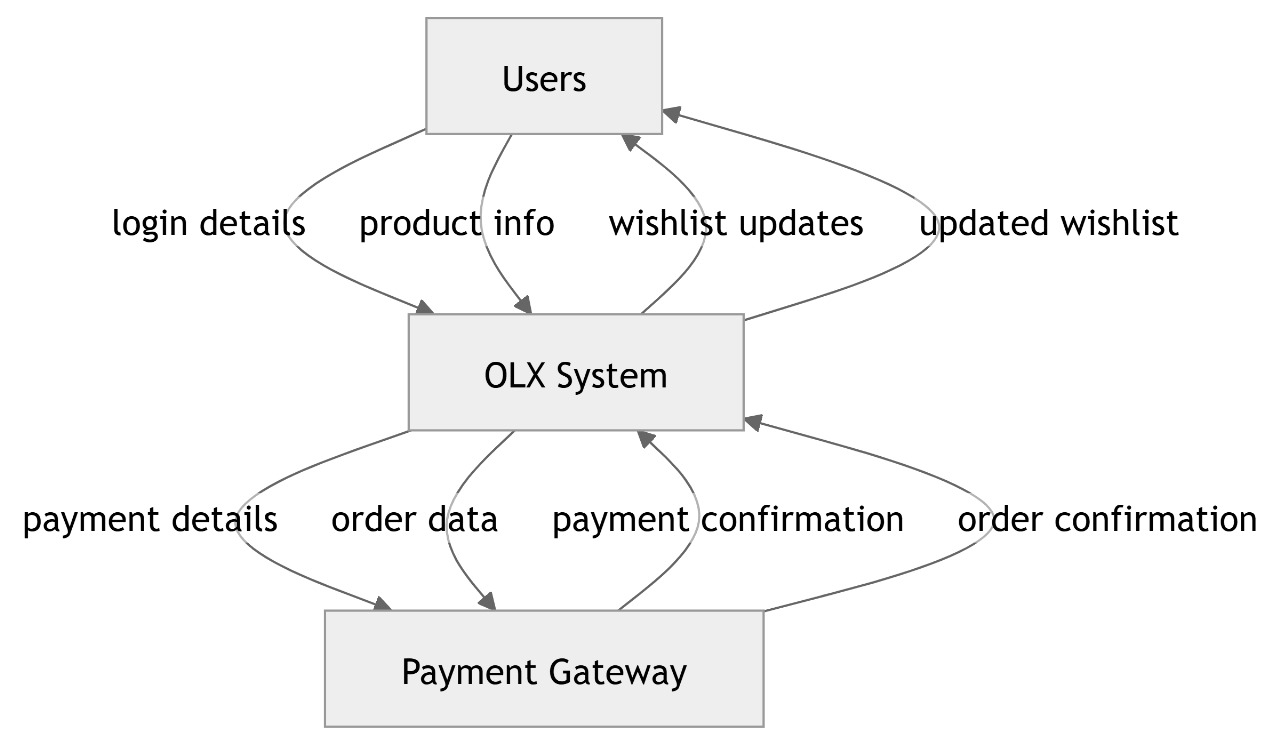 Users
login details
product info
wishlist updates
updated wishlist
OLX System
payment details
order data
payment confirmation
order confirmation
Payment Gateway